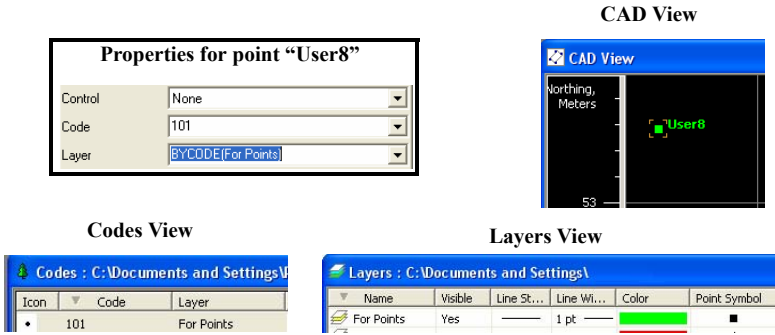 CAD View
Properties for point “User8”
Control None
Code 101
Layer BYCODE(For Points)
CAD View
Northing,
Meters
User8
53
Codes View
Layers View
Codes : C:\Documents and Settings\
Icon Code Layer
101 For Points
Layers : C:\Documents and Settings\
Name Visible Line St... Line Wi... Color Point Symbol
For Points Yes 1 pt